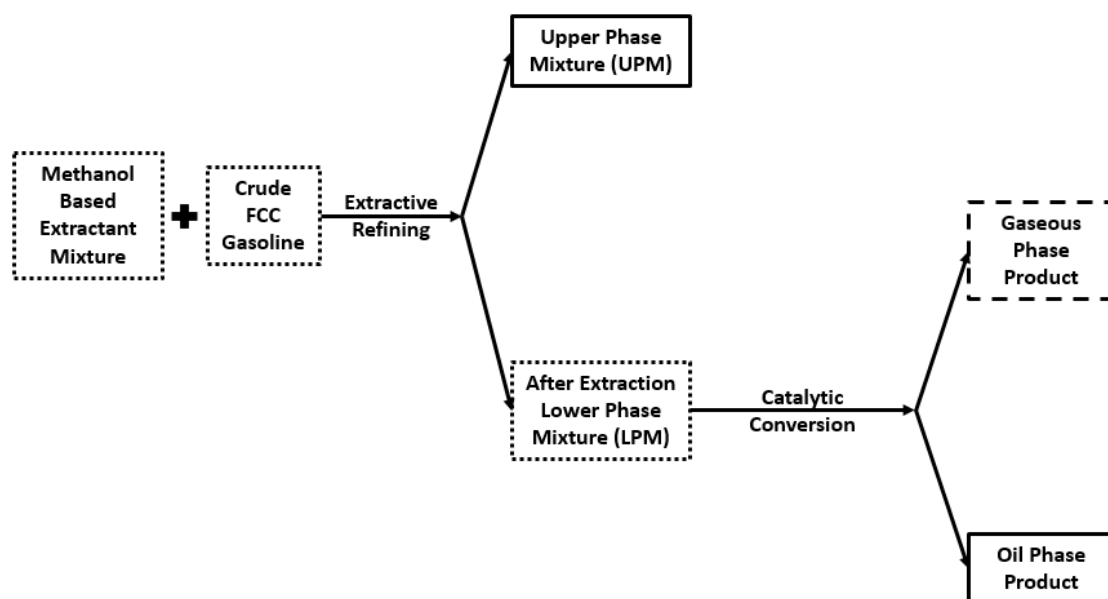 Upper Phase
Mixture (UPM)
Methanol
Based
Extractant
Mixture
Crude
FCC
Gasoline
Extractive
Refining
Gaseous
Phase
Product
After Extraction
Lower Phase
Mixture (LPM)
Catalytic
Conversion
Oil Phase
Product